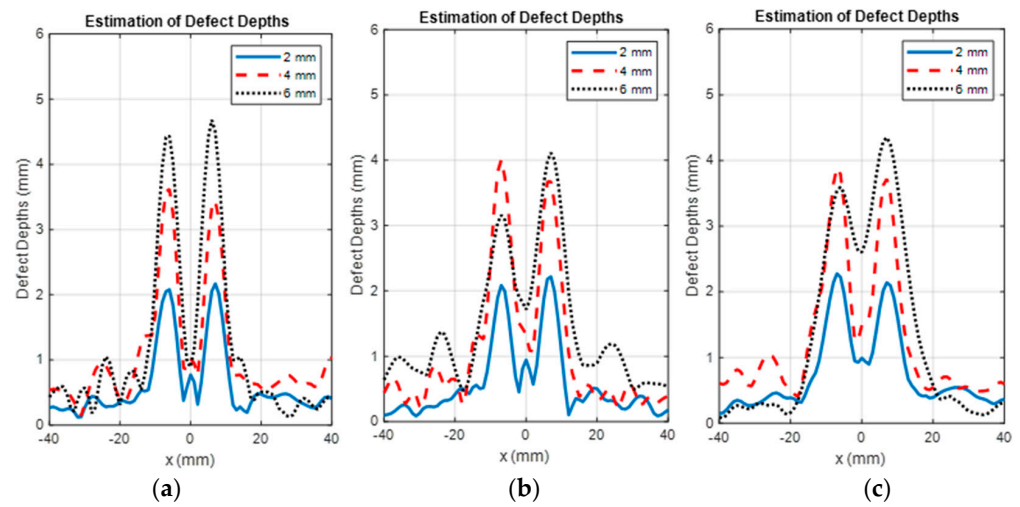 Estimation of Defect Depths
6
5
4
3
2
1
0
Defect Depths (mm)
-40 -20 0 20 40
x (mm)
2 mm
4 mm
6 mm
(a)
Estimation of Defect Depths
6
5
4
3
2
1
0
Defect Depths (mm)
-40 -20 0 20 40
x (mm)
2 mm
4 mm
6 mm
(b)
Estimation of Defect Depths
6
5
4
3
2
1
0
Defect Depths (mm)
-40 -20 0 20 40
x (mm)
2 mm
4 mm
6 mm
(c)